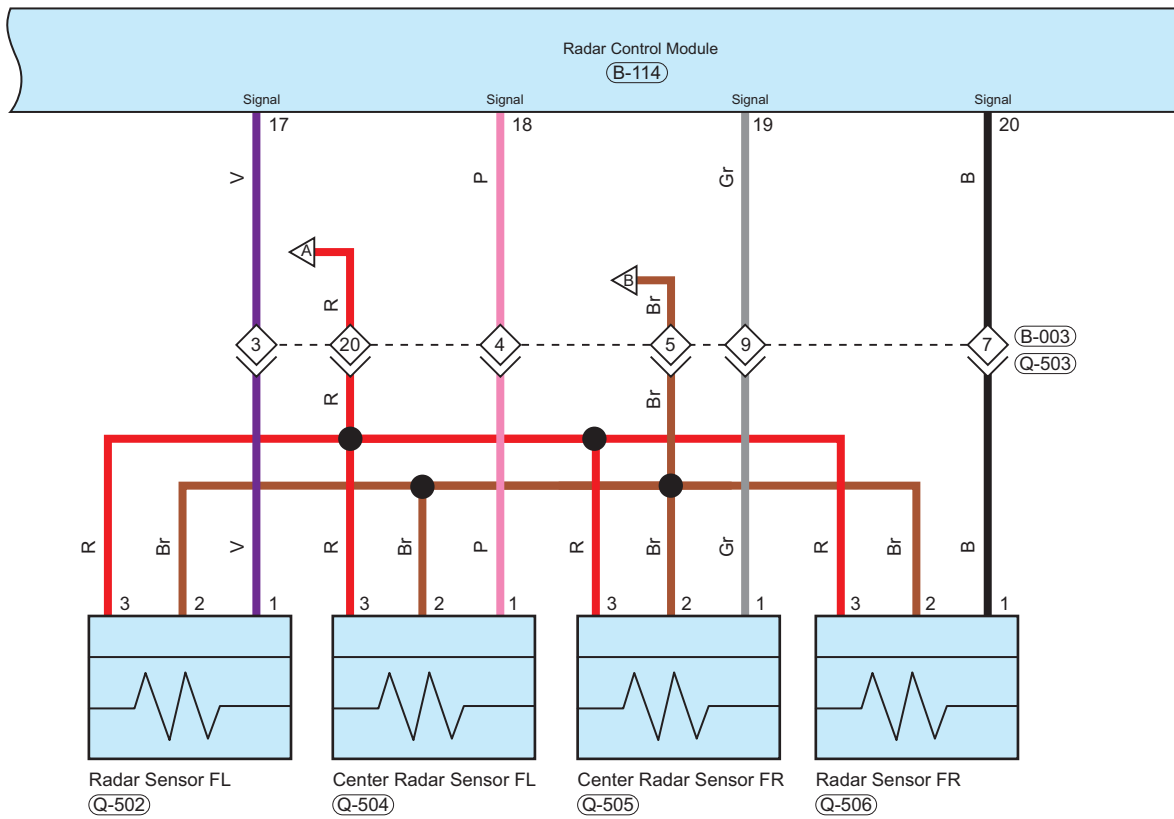 Radar Control Module
B-114
Signal Signal Signal Signal
17 18 19 20
V P Gr B
A
B
R Br
3 20 4 5 9 7 B-003
Q-503
R Br
R Br V R Br P R Br Gr R Br B
3 2 1 3 2 1 3 2 1 3 2 1
Radar Sensor FL Center Radar Sensor FL Center Radar Sensor FR Radar Sensor FR
Q-502 Q-504 Q-505 Q-506